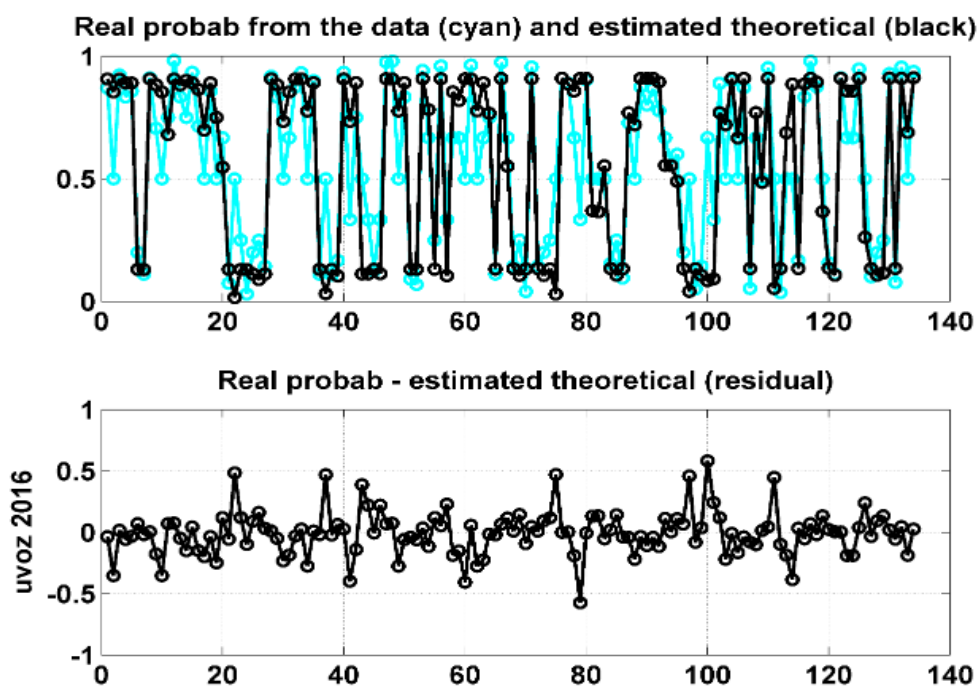 Real probab from the data (cyan) and estimated theoretical (black)
1
0.5
0
0 20 40 60 80 100 120 140
Real probab - estimated theoretical (residual)
1
0.5
0
-0.5
-1
uvoz 2016
0 20 40 60 80 100 120 140